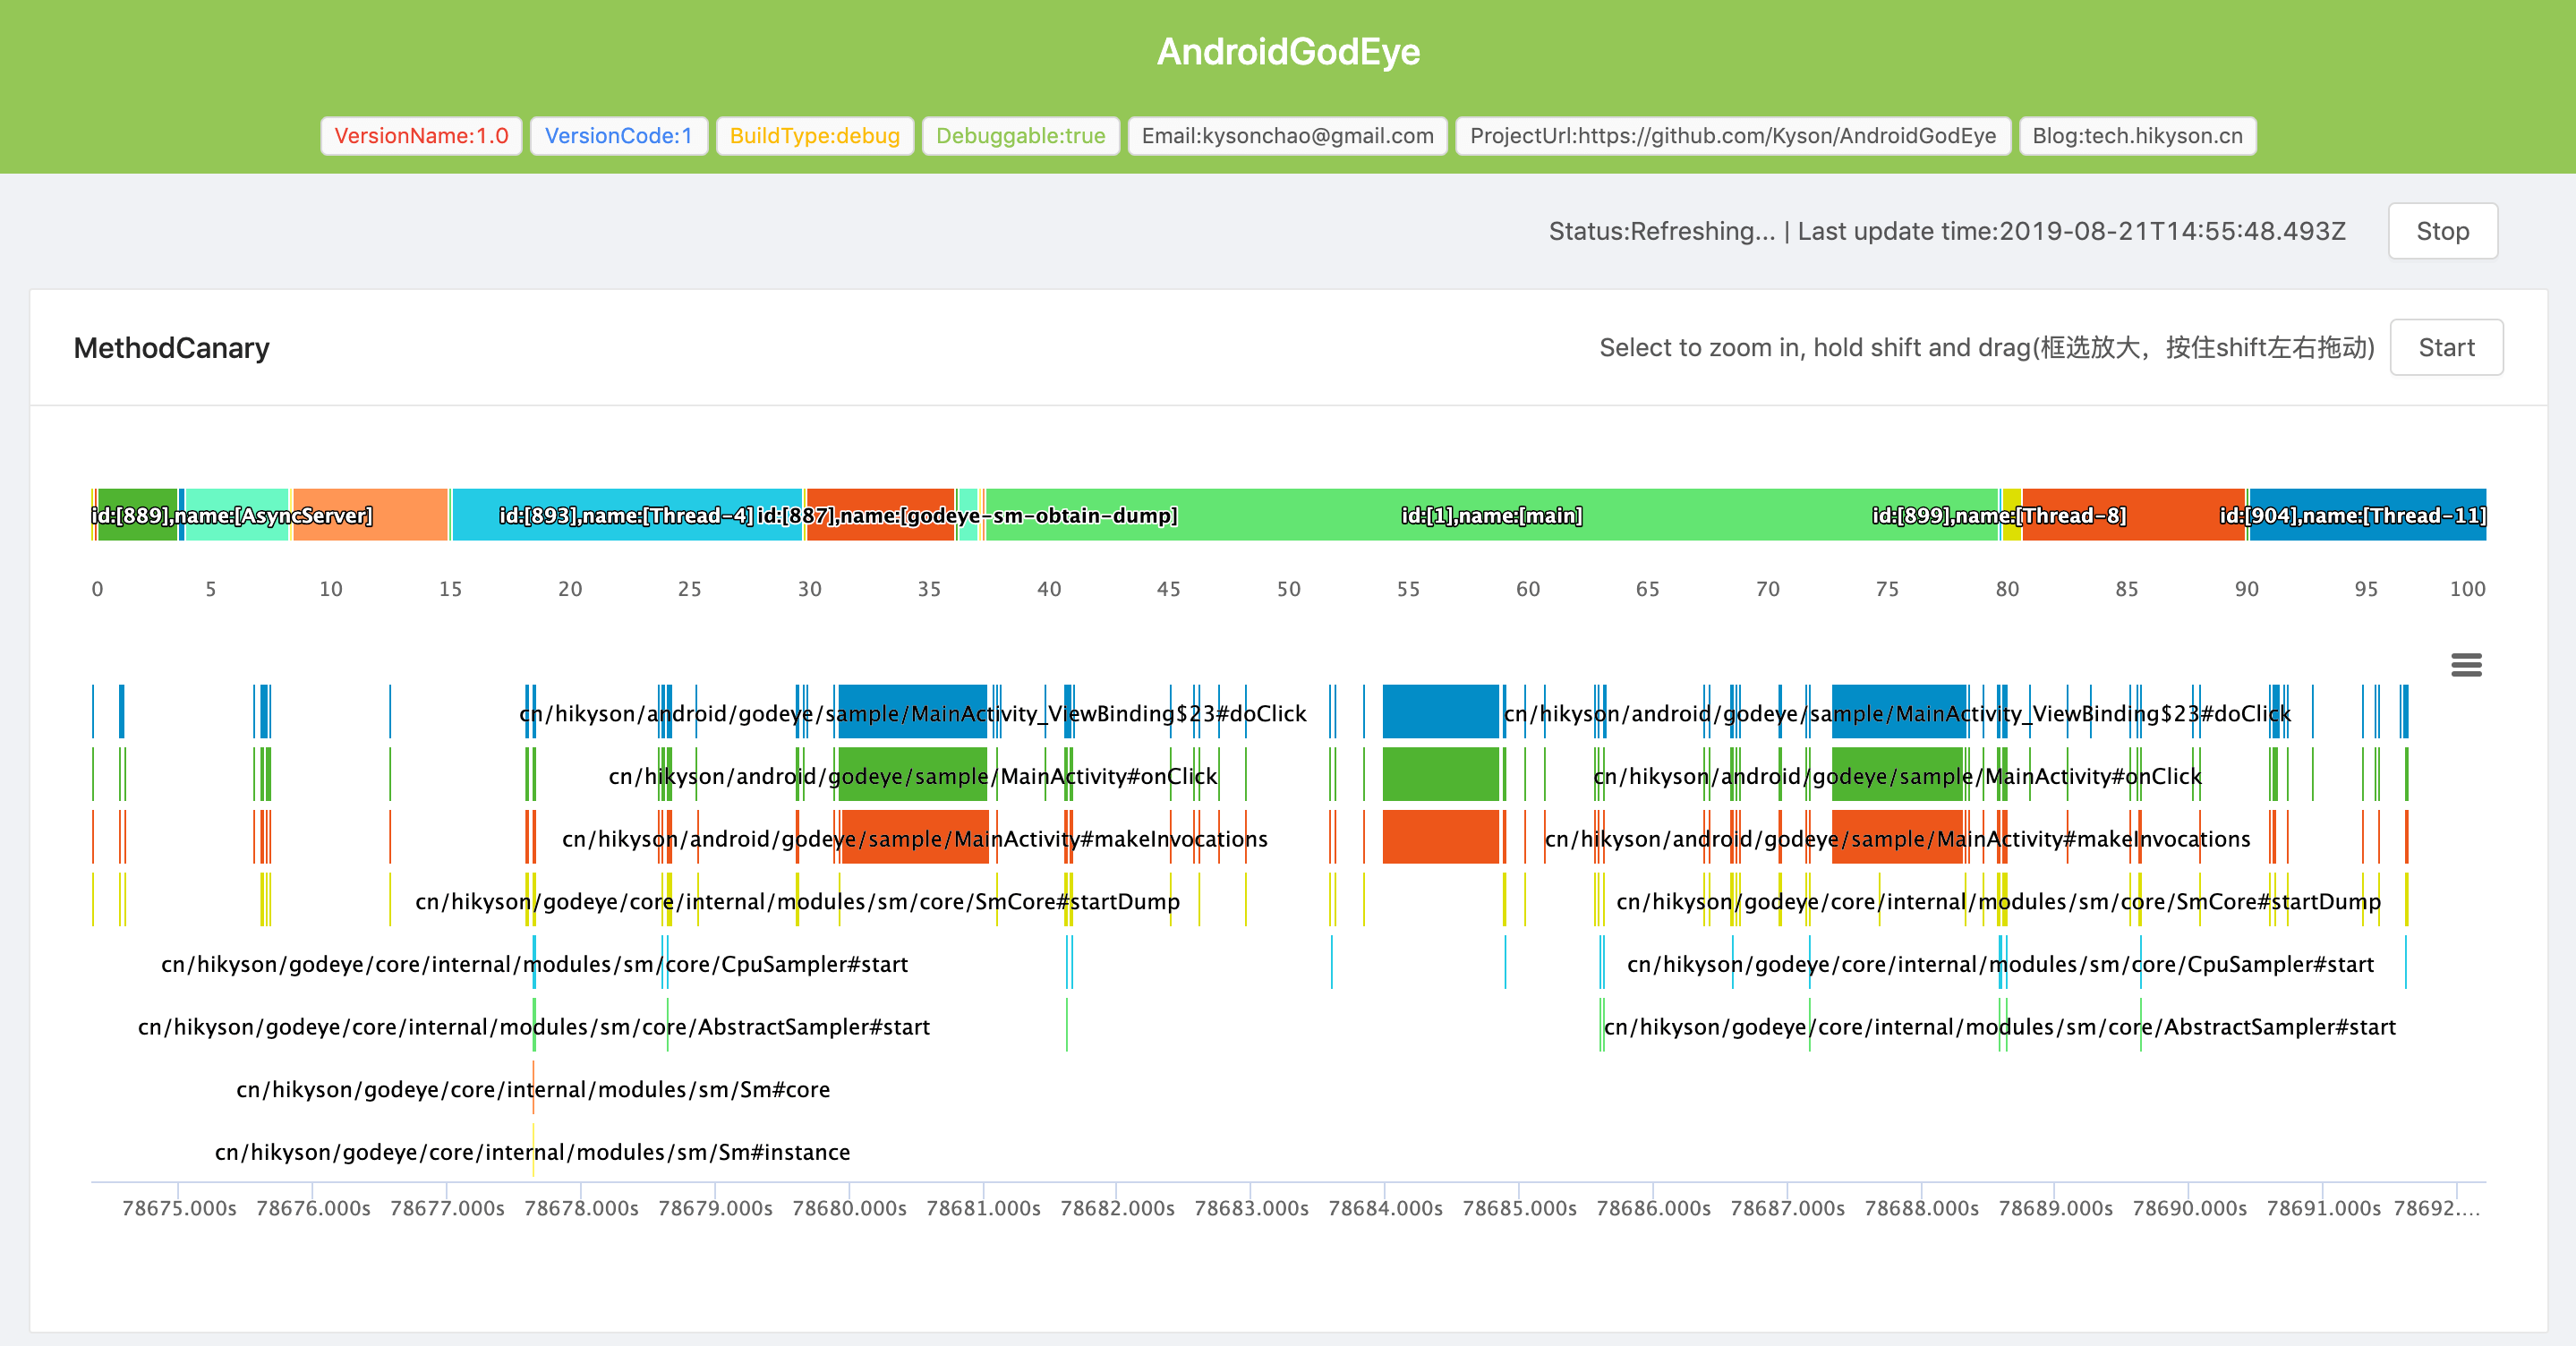 AndroidGodEye
VersionName:1.0 VersionCode:1 BuildType:debug Debuggable:true Email:kysonchao@gmail.com ProjectUrl:https://github.com/Kyson/AndroidGodEye Blog:tech.hikyson.cn
Status:Refreshing... | Last update time:2019-08-21T14:55:48.493Z Stop
MethodCanary Select to zoom in, hold shift and drag(框选放大，按住shift左右拖动) Start
id:[889],name:[AsyncServer] id:[893],name:[Thread-4] id:[887],name:[godeye-sm-obtain-dump] id:[1],name:[main] id:[899],name:[Thread-8] id:[904],name:[Thread-11]
0 5 10 15 20 25 30 35 40 45 50 55 60 65 70 75 80 85 90 95 100
cn/hikyson/android/godeye/sample/MainActivity_ViewBinding$23#doClick cn/hikyson/android/godeye/sample/MainActivity_ViewBinding$23#doClick
cn/hikyson/android/godeye/sample/MainActivity#onClick cn/hikyson/android/godeye/sample/MainActivity#onClick
cn/hikyson/android/godeye/sample/MainActivity#makeInvocations cn/hikyson/android/godeye/sample/MainActivity#makeInvocations
cn/hikyson/godeye/core/internal/modules/sm/core/SmCore#startDump cn/hikyson/godeye/core/internal/modules/sm/core/SmCore#startDump
cn/hikyson/godeye/core/internal/modules/sm/core/CpuSampler#start cn/hikyson/godeye/core/internal/modules/sm/core/CpuSampler#start
cn/hikyson/godeye/core/internal/modules/sm/core/AbstractSampler#start cn/hikyson/godeye/core/internal/modules/sm/core/AbstractSampler#start
cn/hikyson/godeye/core/internal/modules/sm/Sm#core
cn/hikyson/godeye/core/internal/modules/sm/Sm#instance
78675.000s 78676.000s 78677.000s 78678.000s 78679.000s 78680.000s 78681.000s 78682.000s 78683.000s 78684.000s 78685.000s 78686.000s 78687.000s 78688.000s 78689.000s 78690.000s 78691.000s 78692....